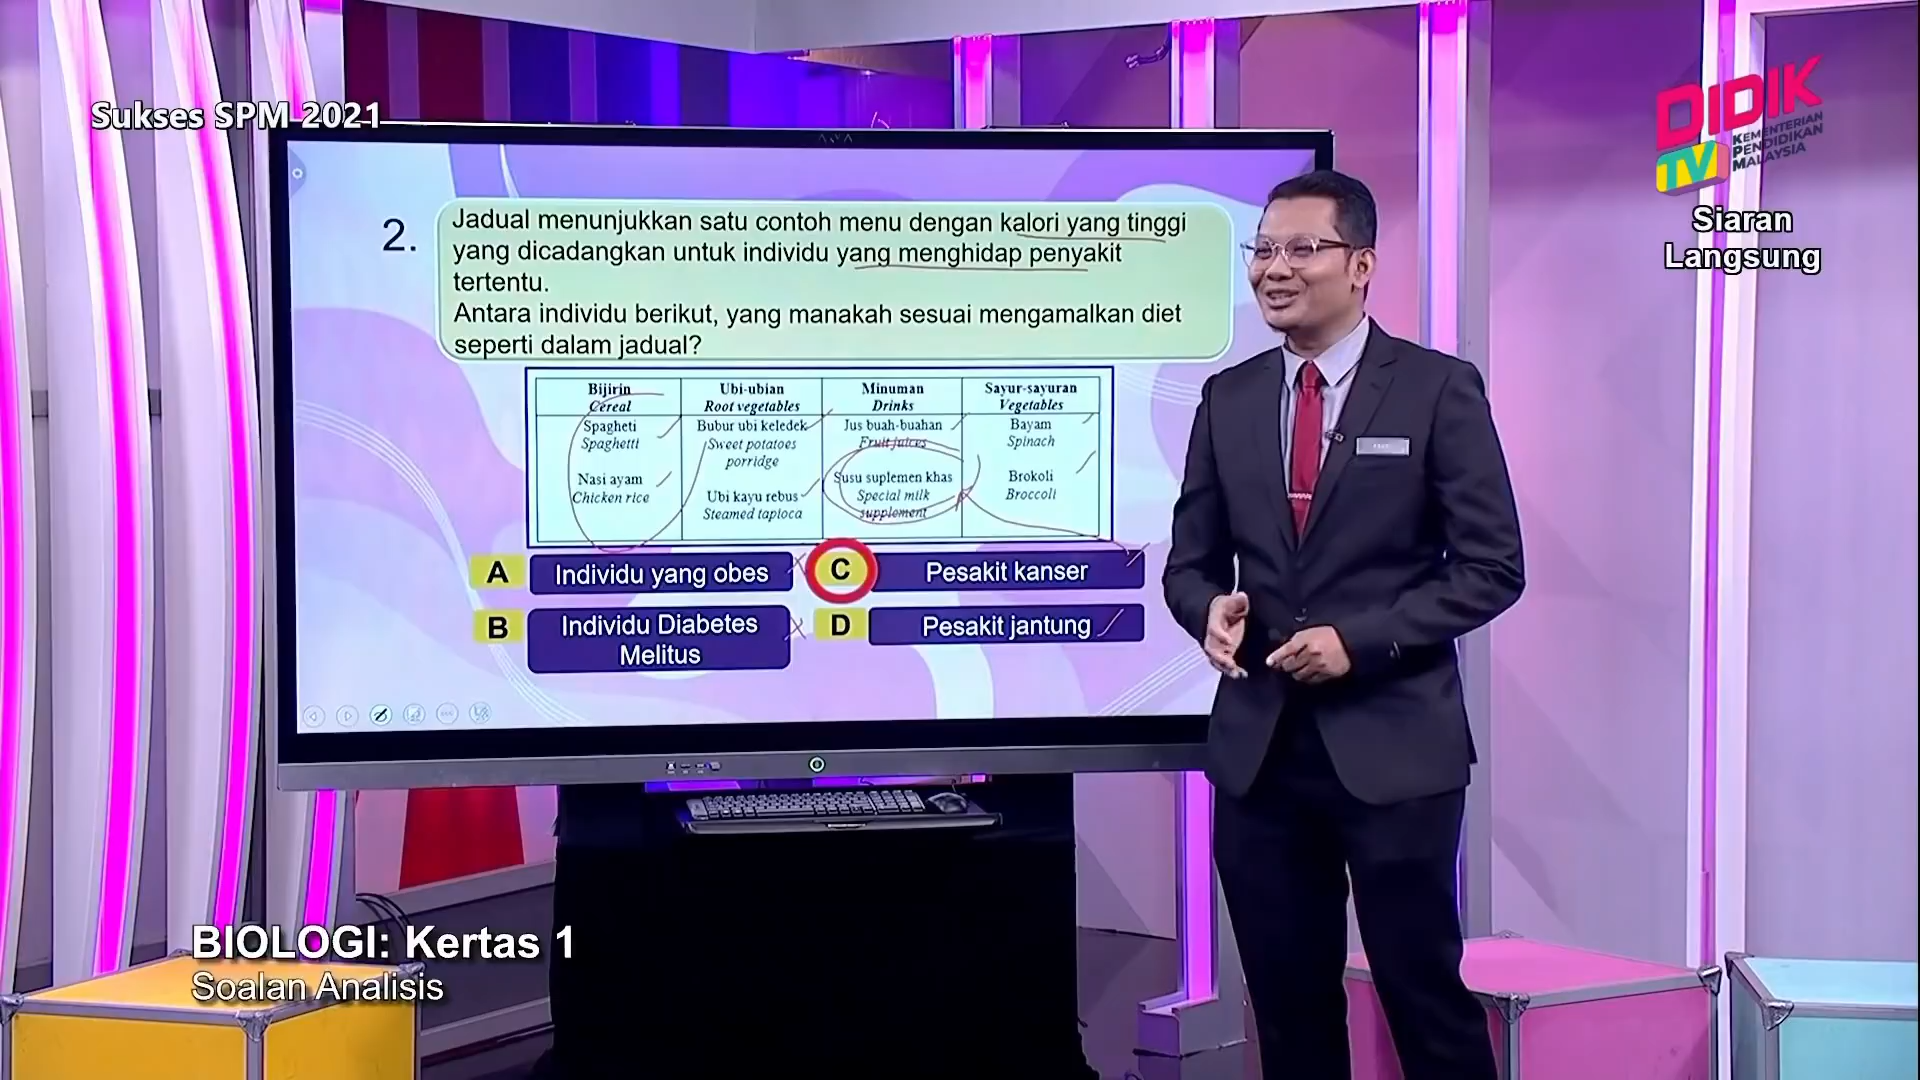 Sukses SPM 2021
DIDIK
TV
KEMENTERIAN
PENDIDIKAN
MALAYSIA
Siaran
Langsung
2.
Jadual menunjukkan satu contoh menu dengan kalori yang tinggi
yang dicadangkan untuk individu yang menghidap penyakit
tertentu.
Antara individu berikut, yang manakah sesuai mengamalkan diet
seperti dalam jadual?
Bijirin Ubi-ubian Minuman Sayur-sayuran
Cereal Root vegetables Drinks Vegetables
Spagheti Bubur ubi keledek Jus buah-buahan Bayam
Spaghetti Sweet potatoes Fruit juices Spinach
porridge
Nasi ayam Susu suplemen khas Brokoli
Chicken rice Ubi kayu rebus Special milk Broccoli
Steamed tapioca supplement
A Individu yang obes C Pesakit kanser
B Individu Diabetes D Pesakit jantung
Melitus
BIOLOGI: Kertas 1
Soalan Analisis